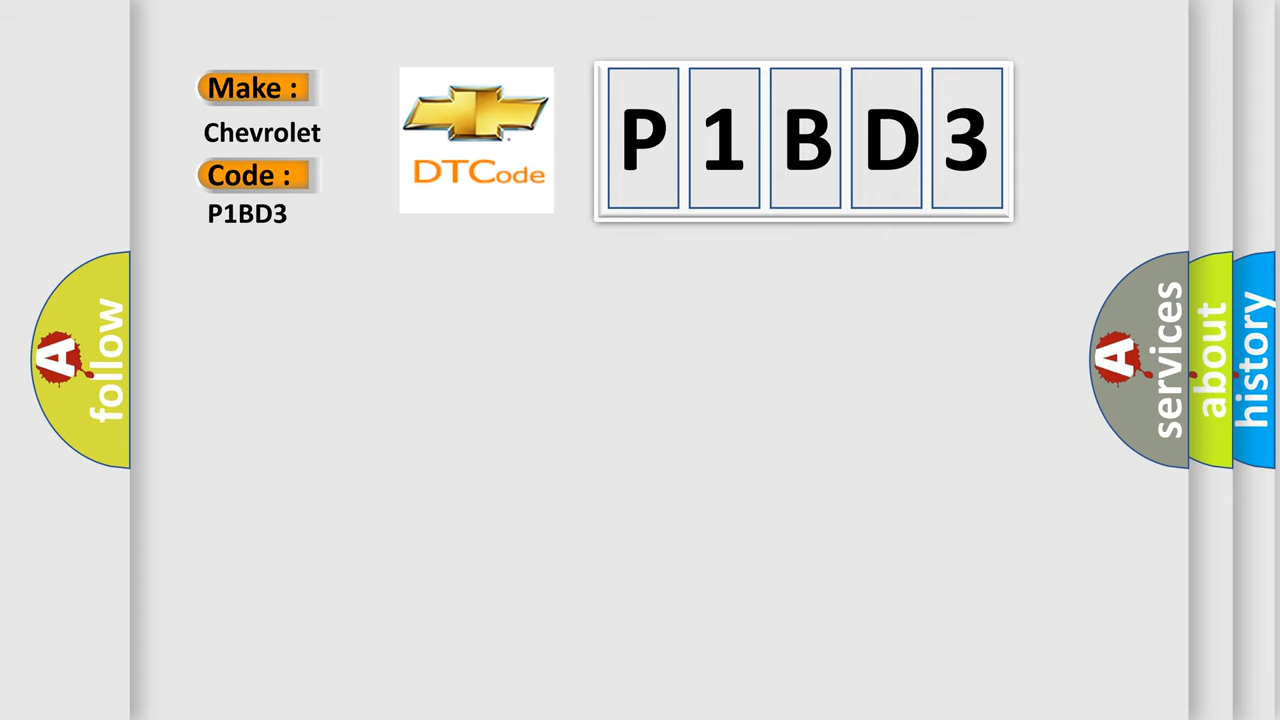 Make :
Chevrolet
Code :
P1BD3
DTCode
P 1 B D 3
A follow
A services
about
history